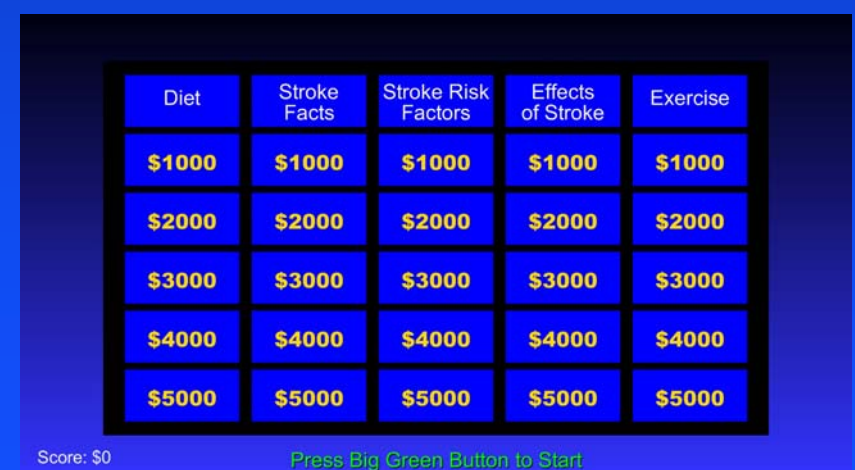 Diet Stroke Facts Stroke Risk Factors Effects of Stroke Exercise
$1000 $1000 $1000 $1000 $1000
$2000 $2000 $2000 $2000 $2000
$3000 $3000 $3000 $3000 $3000
$4000 $4000 $4000 $4000 $4000
$5000 $5000 $5000 $5000 $5000
Score: $0 Press Big Green Button to Start